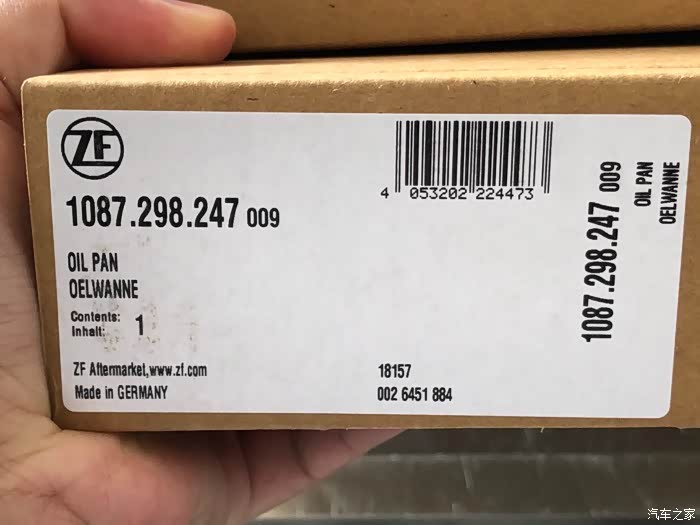 ZF
4 053202 224473
1087.298.247 009
OIL PAN
OELWANNE
Contents:
Inhalt: 1
ZF Aftermarket,www.zf.com
Made in GERMANY
18157
002 6451 884
1087.298.247 009
OIL PAN
OELWANNE
汽车之家